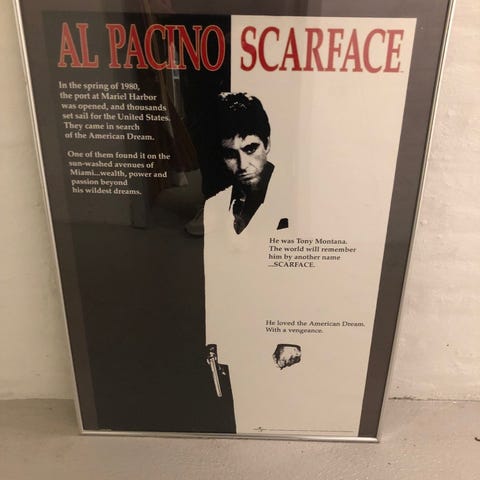 AL PACINO SCARFACE
In the spring of 1980,
the port at Mariel Harbor
was opened, and thousands
set sail for the United States.
They came in search
of the American Dream.
One of them found it on the
sun-washed avenues of
Miami...wealth, power and
passion beyond
his wildest dreams.
He was Tony Montana.
The world will remember
him by another name
...SCARFACE.
He loved the American Dream.
With a vengeance.